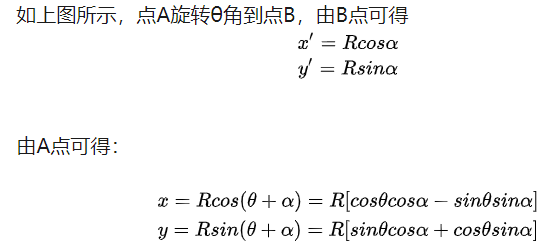 如上图所示，点A旋转θ角到点B，由B点可得
x′ = Rcosα
y′ = Rsinα
由A点可得：
x = Rcos(θ + α) = R[cosθcosα − sinθsinα]
y = Rsin(θ + α) = R[sinθcosα + cosθsinα]